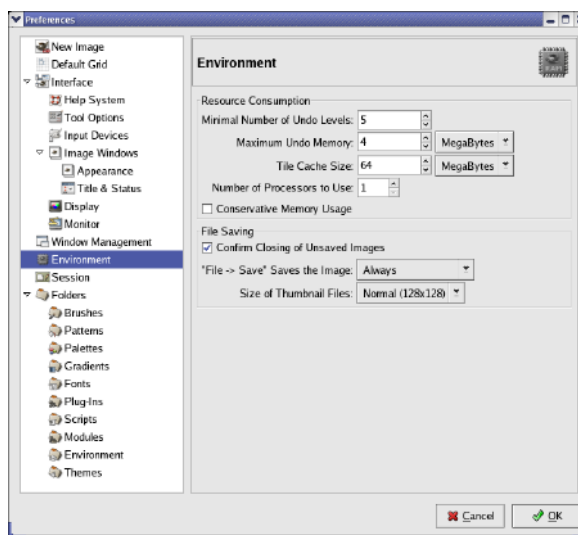 Preferences
New Image
Default Grid
Interface
Help System
Tool Options
Input Devices
Image Windows
Appearance
Title & Status
Display
Monitor
Window Management
Environment
Session
Folders
Brushes
Patterns
Palettes
Gradients
Fonts
Plug-Ins
Scripts
Modules
Environment
Themes
Environment
Resource Consumption
Minimal Number of Undo Levels: 5
Maximum Undo Memory: 4 MegaBytes
Tile Cache Size: 64 MegaBytes
Number of Processors to Use: 1
Conservative Memory Usage
File Saving
Confirm Closing of Unsaved Images
"File -> Save" Saves the Image: Always
Size of Thumbnail Files: Normal (128x128)
Cancel OK